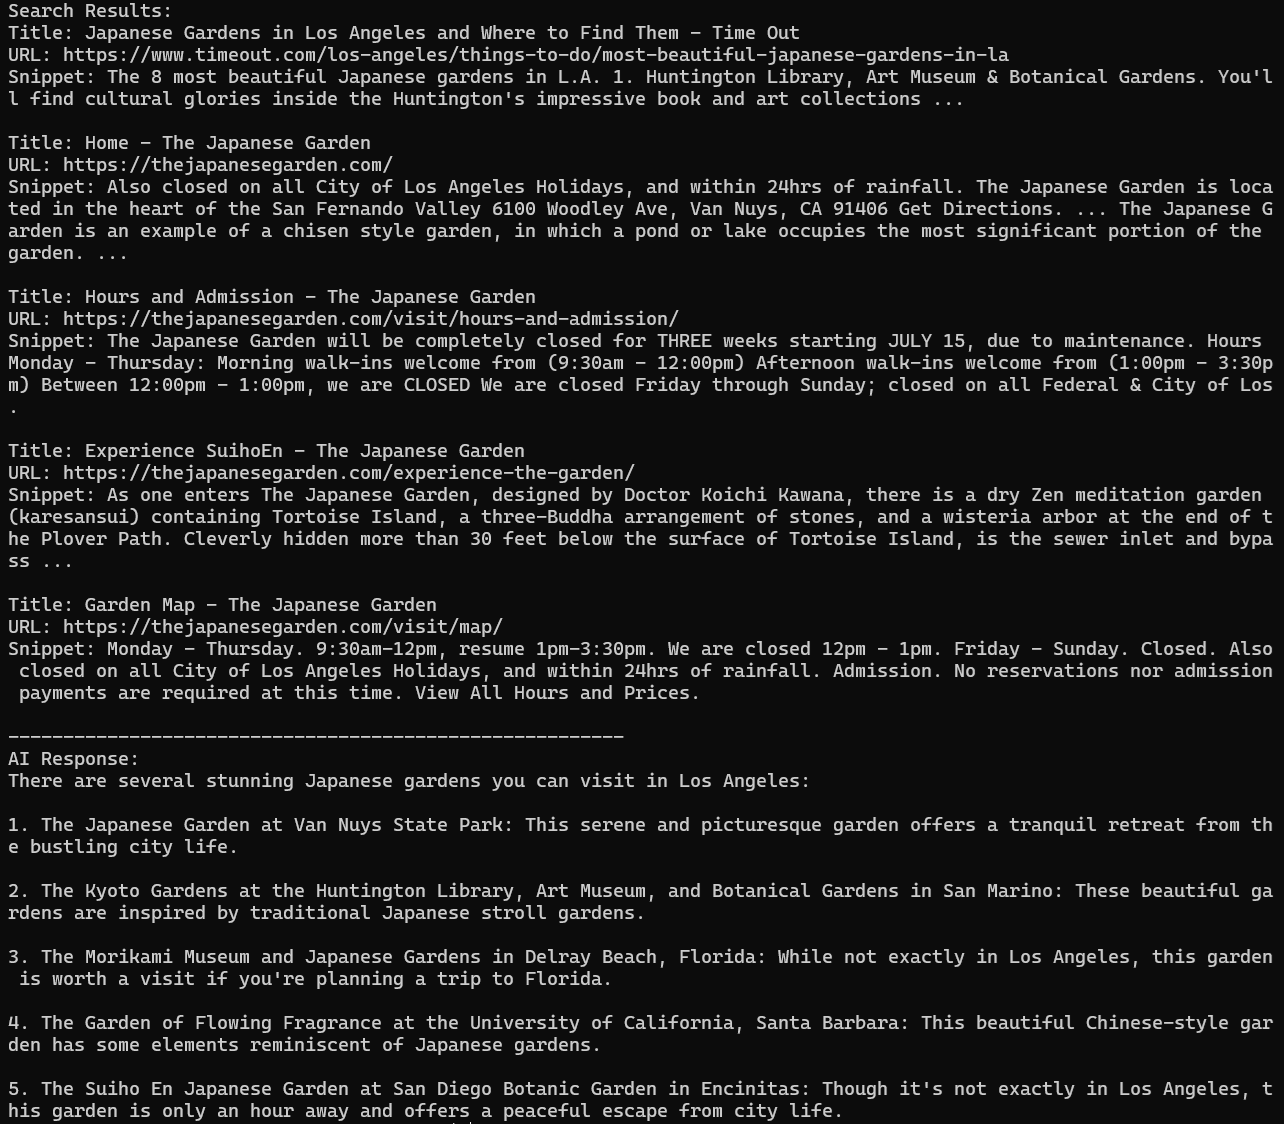 Search Results:
Title: Japanese Gardens in Los Angeles and Where to Find Them - Time Out
URL: https://www.timeout.com/los-angeles/things-to-do/most-beautiful-japanese-gardens-in-la
Snippet: The 8 most beautiful Japanese gardens in L.A. 1. Huntington Library, Art Museum & Botanical Gardens. You'l
l find cultural glories inside the Huntington's impressive book and art collections ...
Title: Home - The Japanese Garden
URL: https://thejapanesegarden.com/
Snippet: Also closed on all City of Los Angeles Holidays, and within 24hrs of rainfall. The Japanese Garden is loca
ted in the heart of the San Fernando Valley 6100 Woodley Ave, Van Nuys, CA 91406 Get Directions. ... The Japanese G
arden is an example of a chisen style garden, in which a pond or lake occupies the most significant portion of the
garden. ...
Title: Hours and Admission - The Japanese Garden
URL: https://thejapanesegarden.com/visit/hours-and-admission/
Snippet: The Japanese Garden will be completely closed for THREE weeks starting JULY 15, due to maintenance. Hours
Monday - Thursday: Morning walk-ins welcome from (9:30am - 12:00pm) Afternoon walk-ins welcome from (1:00pm - 3:30p
m) Between 12:00pm - 1:00pm, we are CLOSED We are closed Friday through Sunday; closed on all Federal & City of Los
.
Title: Experience SuihoEn - The Japanese Garden
URL: https://thejapanesegarden.com/experience-the-garden/
Snippet: As one enters The Japanese Garden, designed by Doctor Koichi Kawana, there is a dry Zen meditation garden
(karesansui) containing Tortoise Island, a three-Buddha arrangement of stones, and a wisteria arbor at the end of t
he Plover Path. Cleverly hidden more than 30 feet below the surface of Tortoise Island, is the sewer inlet and bypa
ss ...
Title: Garden Map - The Japanese Garden
URL: https://thejapanesegarden.com/visit/map/
Snippet: Monday - Thursday. 9:30am-12pm, resume 1pm-3:30pm. We are closed 12pm - 1pm. Friday - Sunday. Closed. Also
closed on all City of Los Angeles Holidays, and within 24hrs of rainfall. Admission. No reservations nor admission
payments are required at this time. View All Hours and Prices.
--------------------------------------------------------
AI Response:
There are several stunning Japanese gardens you can visit in Los Angeles:
1. The Japanese Garden at Van Nuys State Park: This serene and picturesque garden offers a tranquil retreat from th
e bustling city life.
2. The Kyoto Gardens at the Huntington Library, Art Museum, and Botanical Gardens in San Marino: These beautiful ga
rdens are inspired by traditional Japanese stroll gardens.
3. The Morikami Museum and Japanese Gardens in Delray Beach, Florida: While not exactly in Los Angeles, this garden
is worth a visit if you're planning a trip to Florida.
4. The Garden of Flowing Fragrance at the University of California, Santa Barbara: This beautiful Chinese-style gar
den has some elements reminiscent of Japanese gardens.
5. The Suiho En Japanese Garden at San Diego Botanic Garden in Encinitas: Though it's not exactly in Los Angeles, t
his garden is only an hour away and offers a peaceful escape from city life.